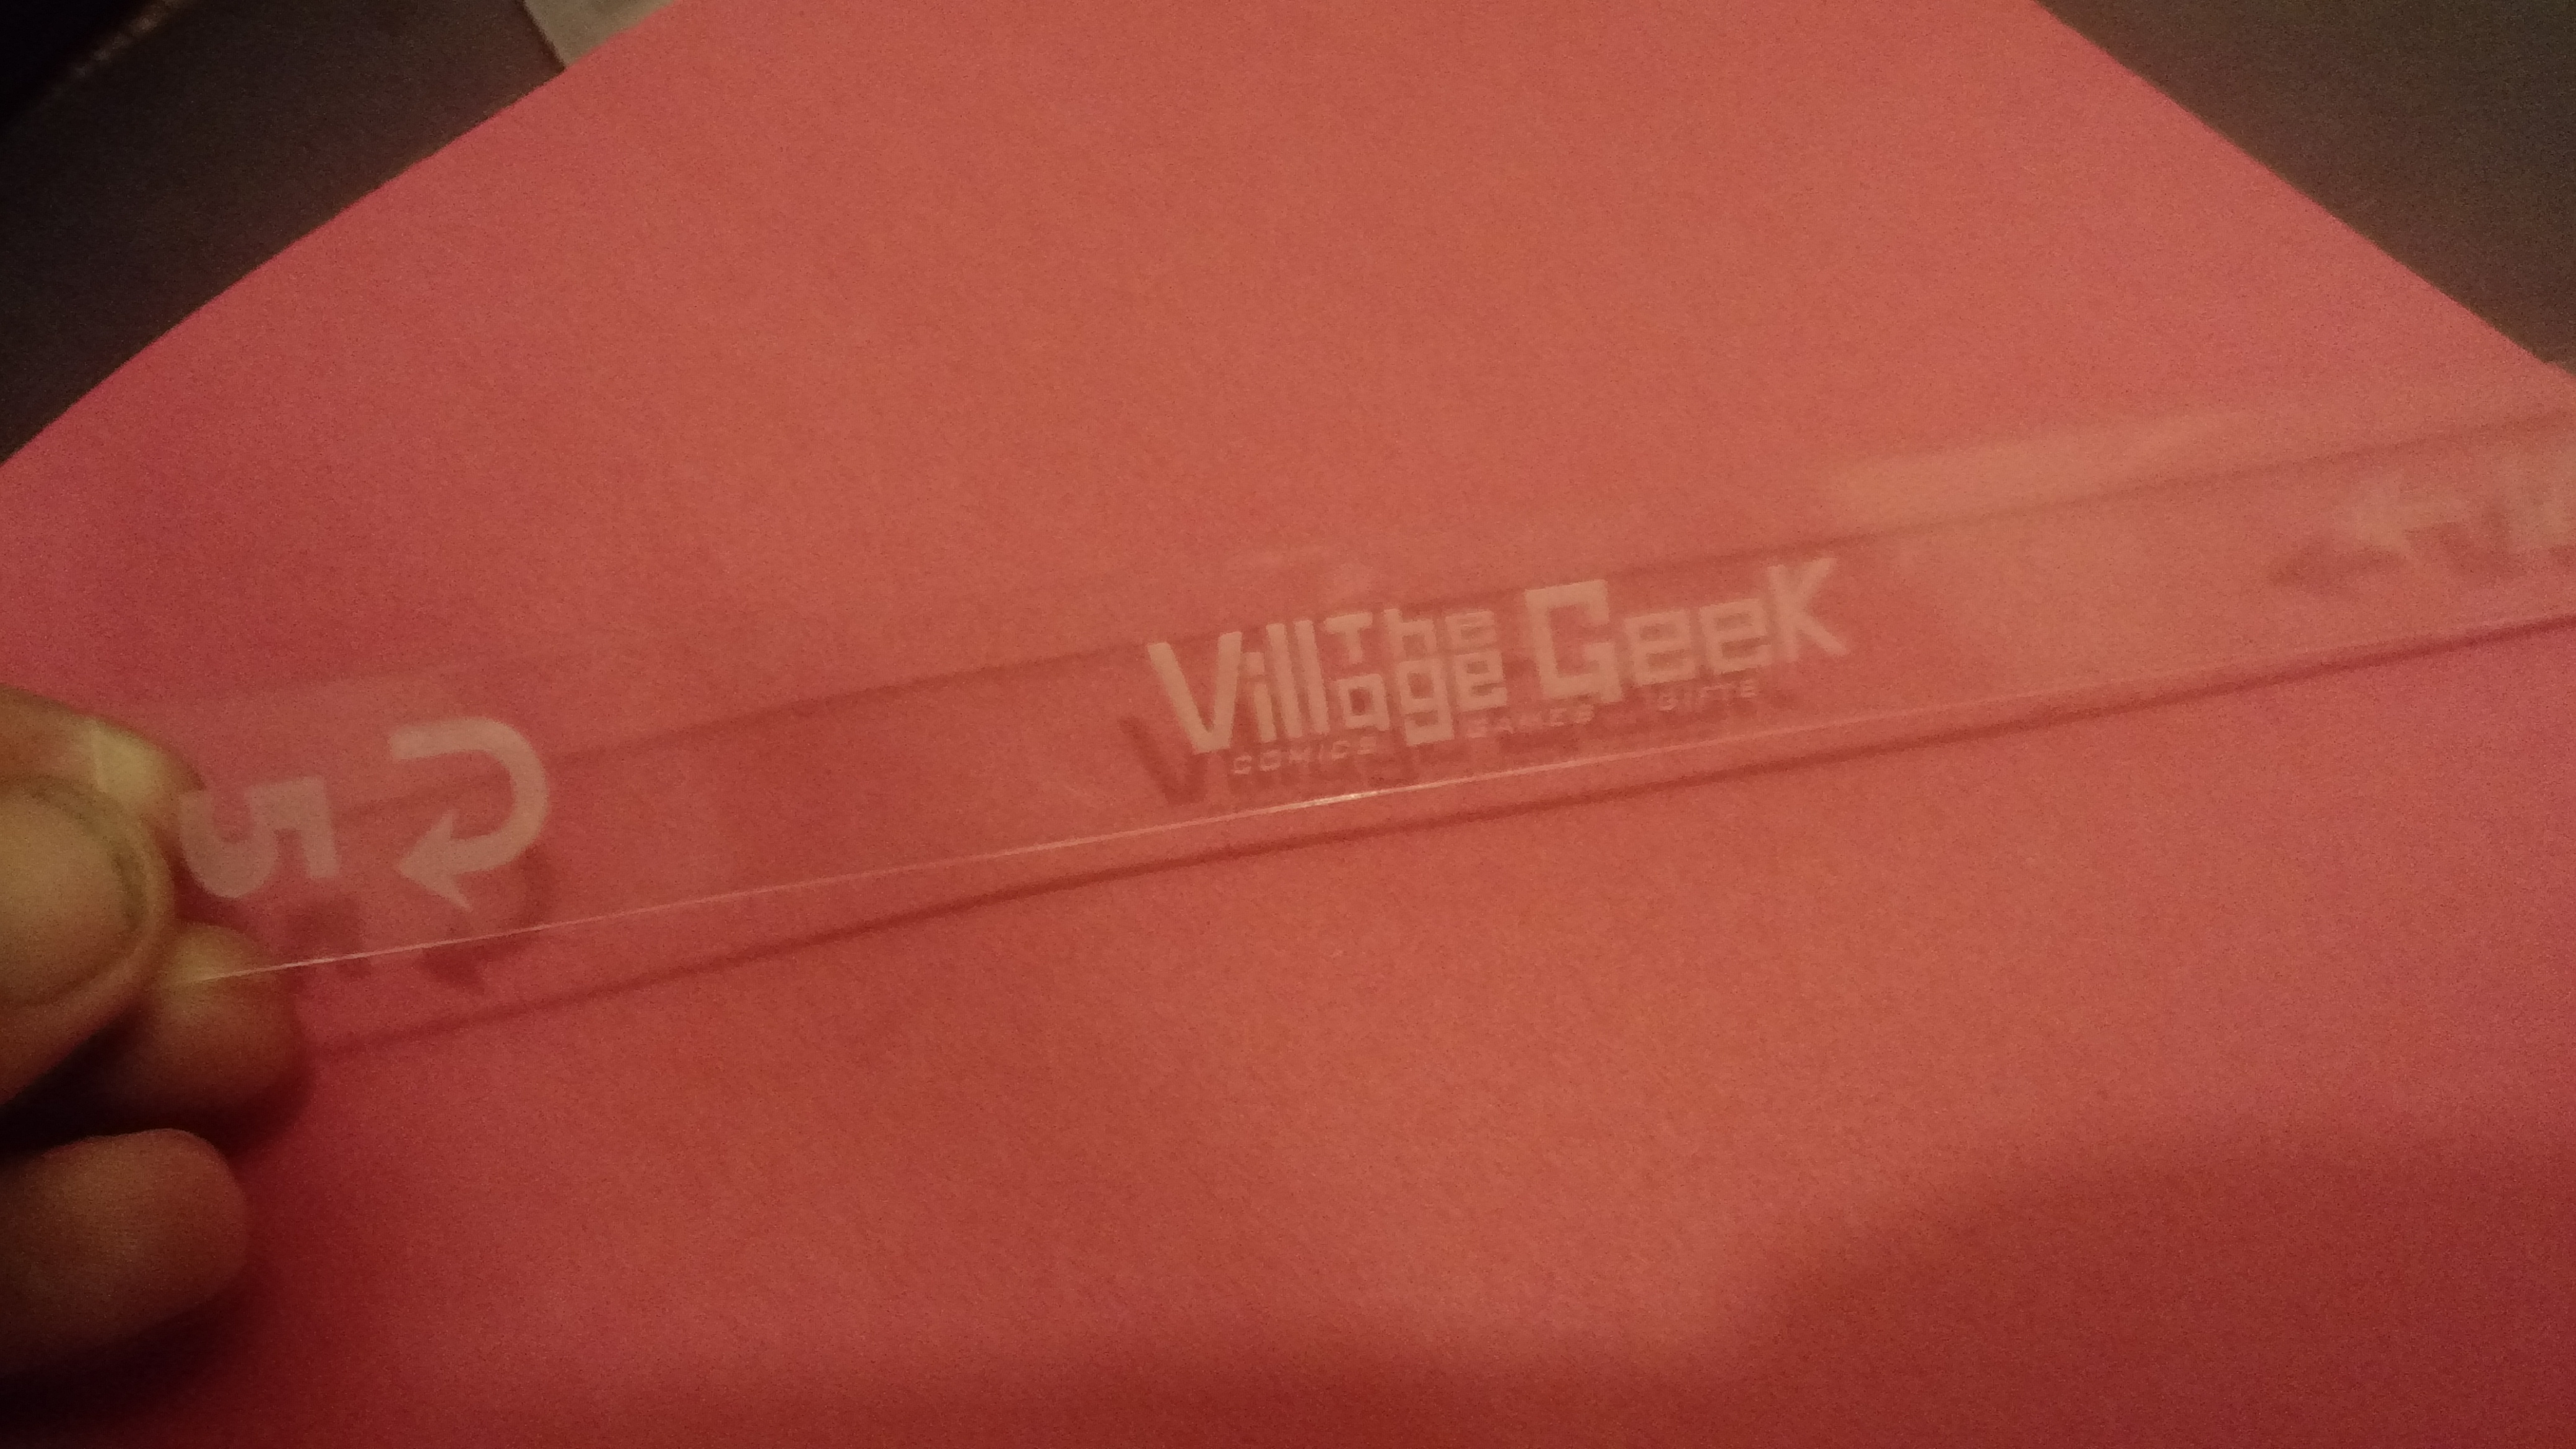 5
The
Village Geek
COMICS GAMES GIFTS